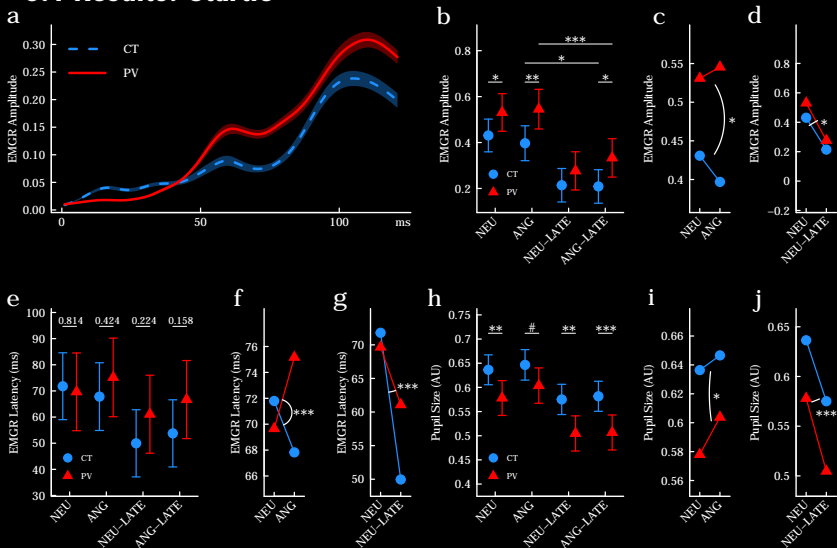 a
EMGR Amplitude
0.30
0.25
0.20
0.15
0.10
0.05
0.00
CT
PV
0
50
100
ms
b
EMGR Amplitude
0.8
0.6
0.4
0.2
***
*
* ** *
CT
PV
NEU
ANG
NEU-LATE
ANG-LATE
c
EMGR Amplitude
0.55
0.5
0.45
0.4
*
NEU
ANG
d
EMGR Amplitude
0.8
0.6
0.4
0.2
0
−0.2
*
NEU
NEU-LATE
e
EMGR Latency (ms)
100
90
80
70
60
50
40
30
0.814 0.424 0.224 0.158
CT
PV
NEU
ANG
NEU-LATE
ANG-LATE
f
EMGR Latency (ms)
76
74
72
70
68
66
***
NEU
ANG
g
EMGR Latency (ms)
70
65
60
55
50
***
NEU
NEU-LATE
h
Pupil Size (AU)
0.75
0.7
0.65
0.6
0.55
0.5
0.45
0.4
** # ** ***
CT
PV
NEU
ANG
NEU-LATE
ANG-LATE
i
Pupil Size (AU)
0.66
0.64
0.62
0.6
0.58
0.56
*
NEU
ANG
j
Pupil Size (AU)
0.65
0.6
0.55
0.5
***
NEU
NEU-LATE